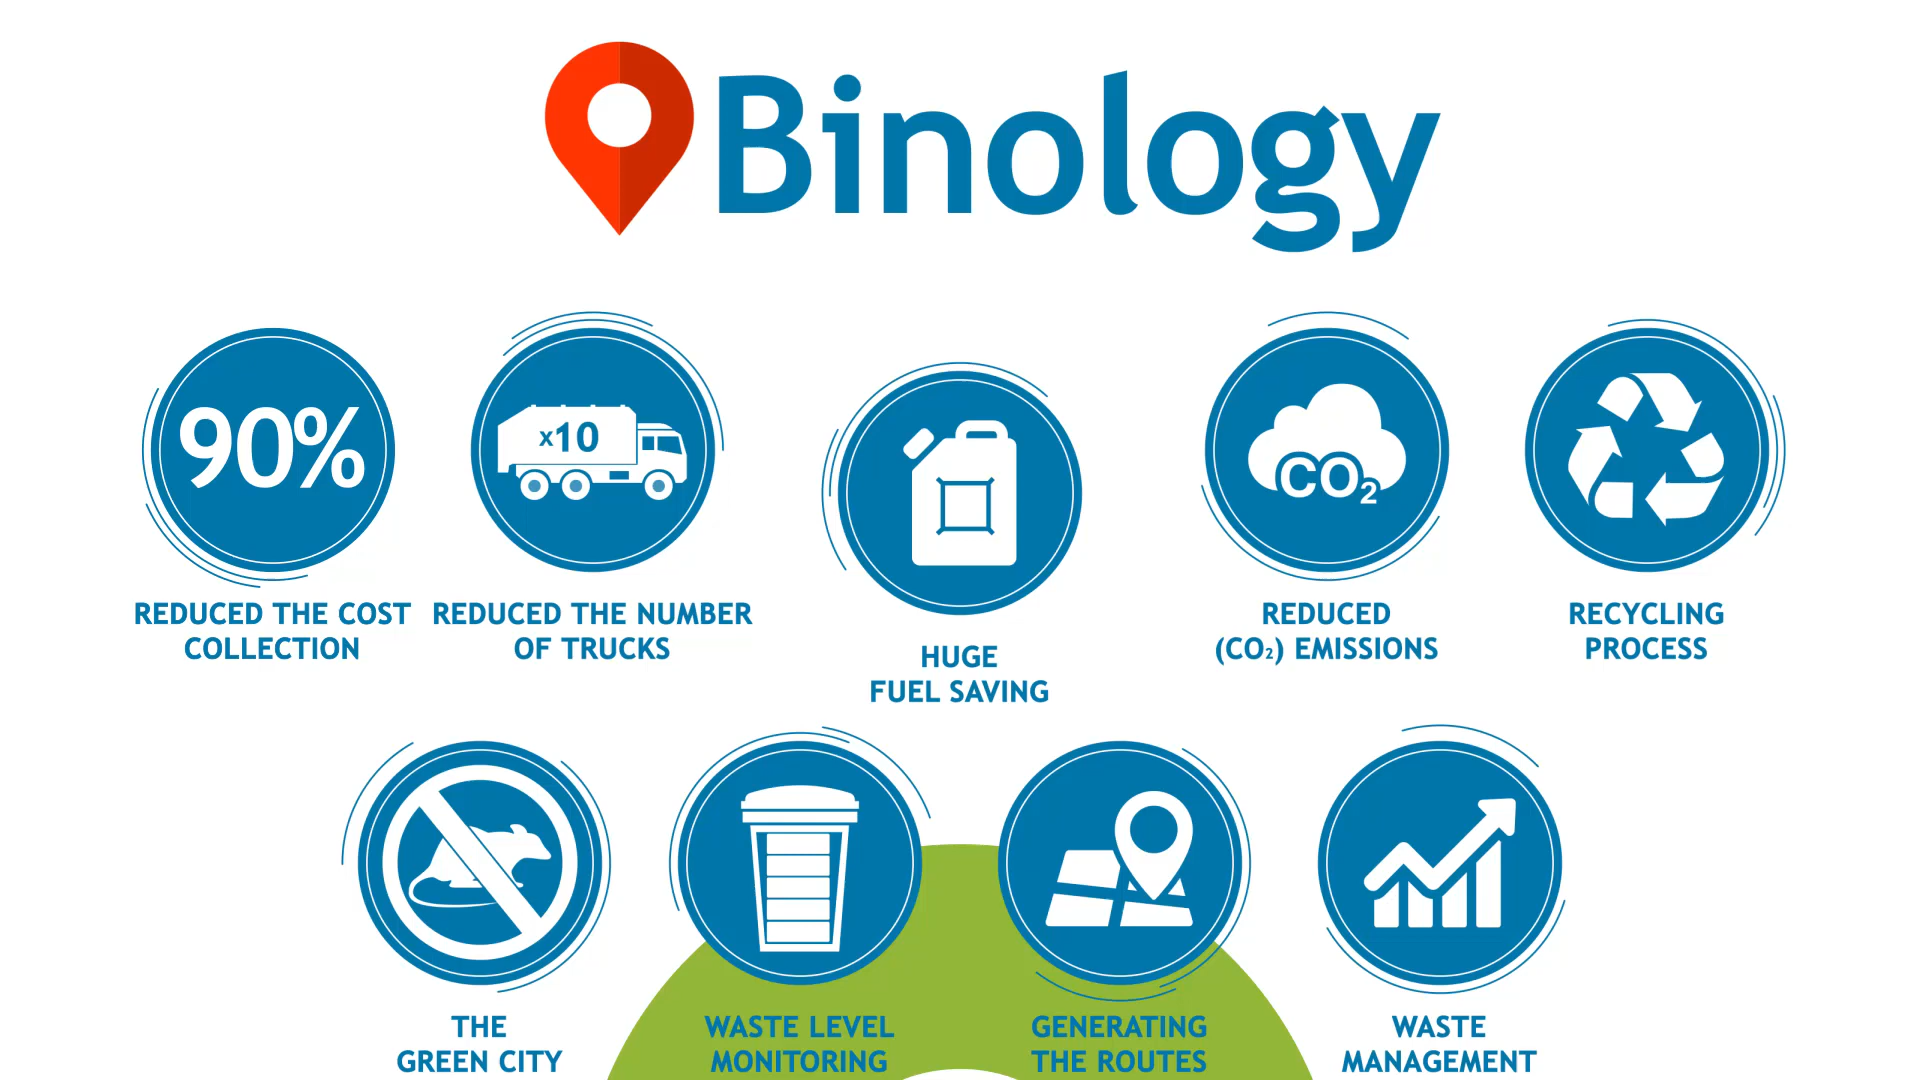 Binology
90%
x10
CO₂
REDUCED THE COST
COLLECTION
REDUCED THE NUMBER
OF TRUCKS
HUGE
FUEL SAVING
REDUCED
(CO₂) EMISSIONS
RECYCLING
PROCESS
THE
GREEN CITY
WASTE LEVEL
MONITORING
GENERATING
THE ROUTES
WASTE
MANAGEMENT